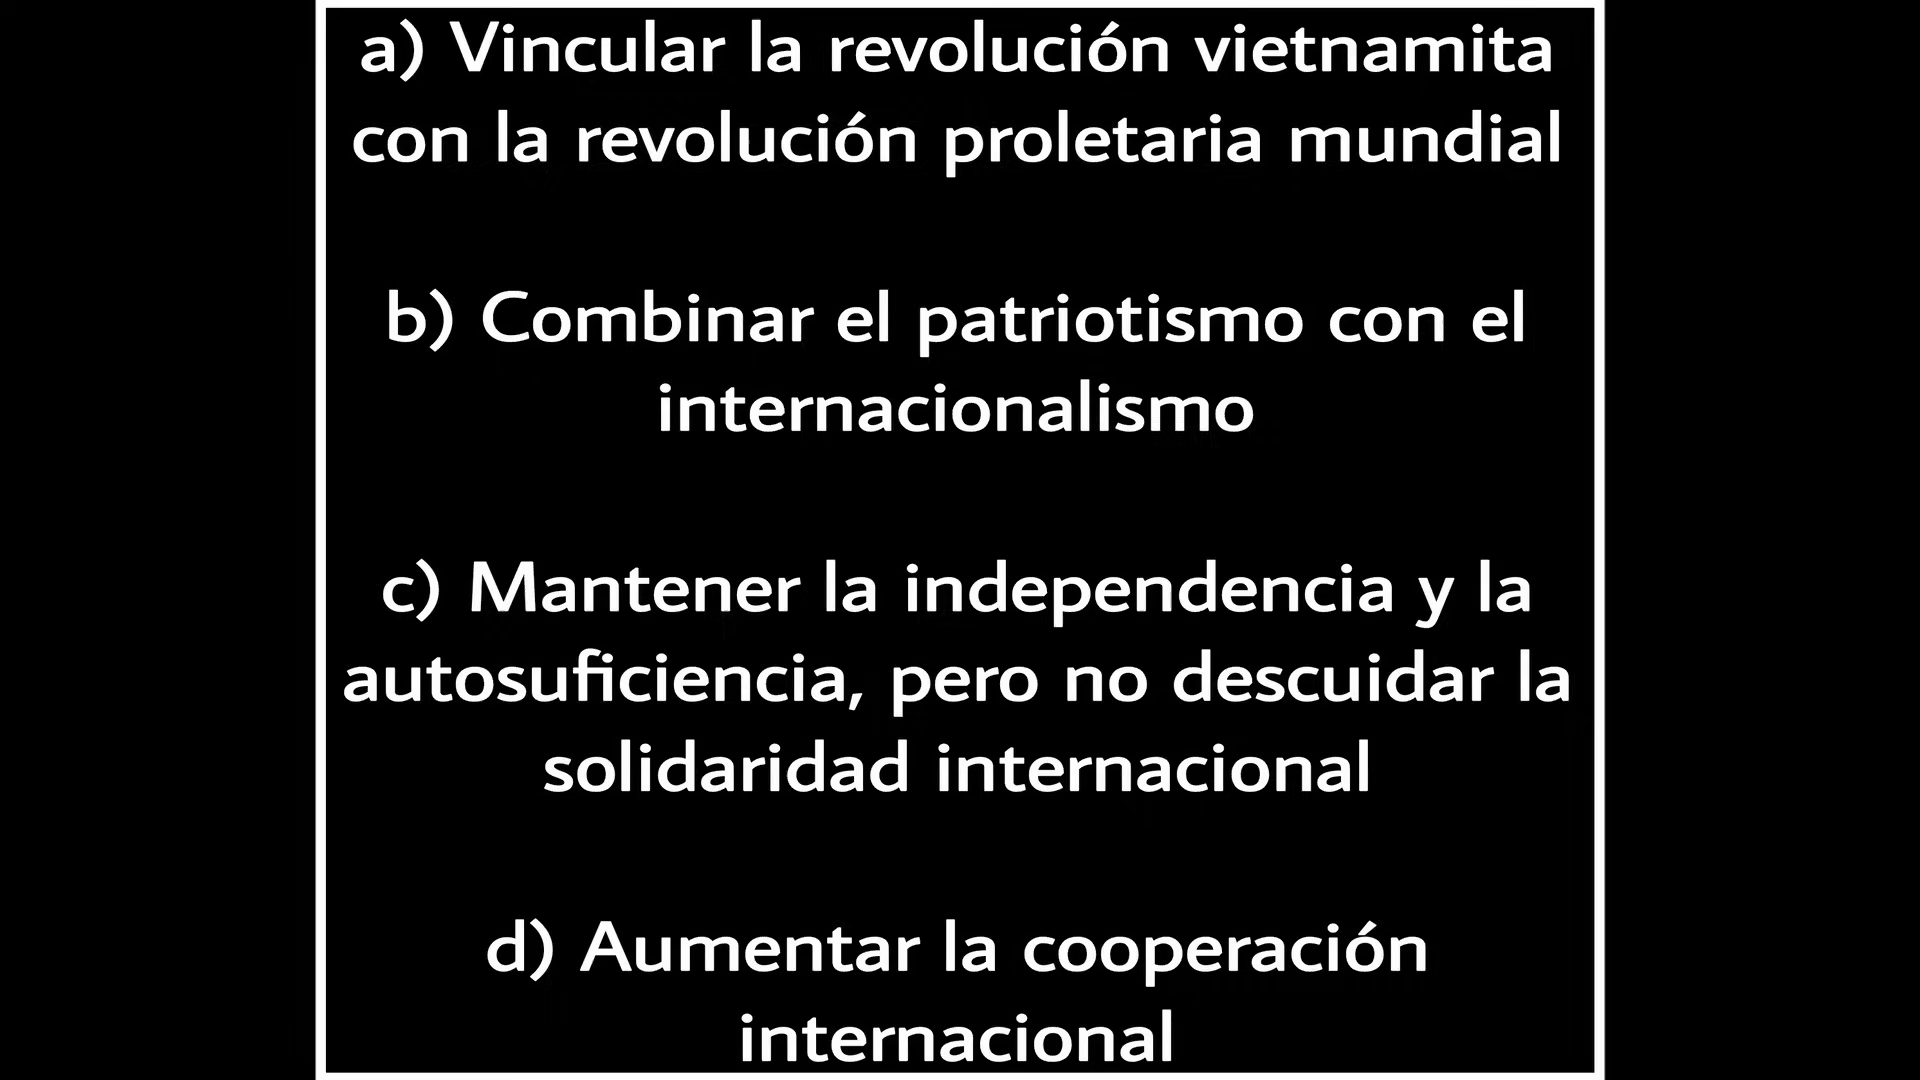 a) Vincular la revolución vietnamita
con la revolución proletaria mundial
b) Combinar el patriotismo con el
internacionalismo
c) Mantener la independencia y la
autosuficiencia, pero no descuidar la
solidaridad internacional
d) Aumentar la cooperación
internacional